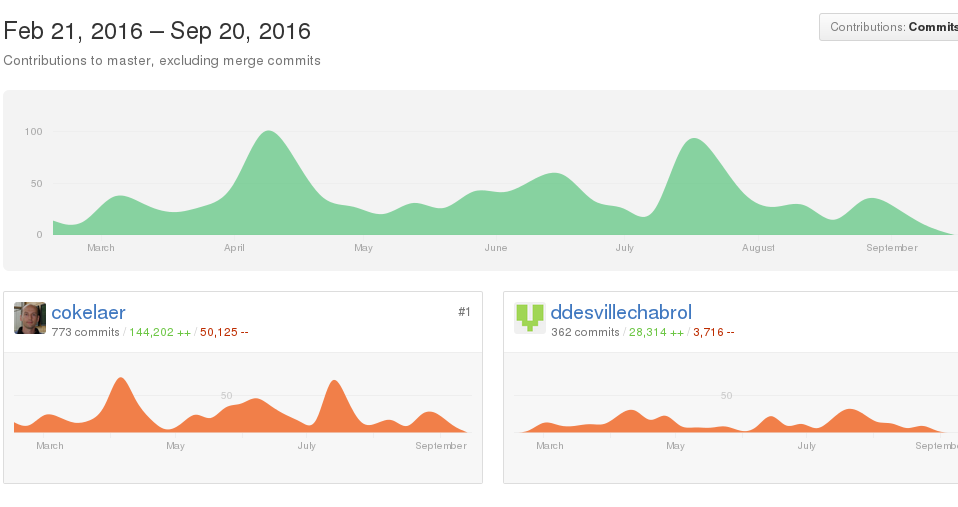 Feb 21, 2016 – Sep 20, 2016
Contributions: Commits
Contributions to master, excluding merge commits
100
50
0
March April May June July August September
cokelaer #1
773 commits / 144,202 ++ / 50,125 --
50
March May July September
ddesvillechabrol
362 commits / 28,314 ++ / 3,716 --
50
March May July Septembe